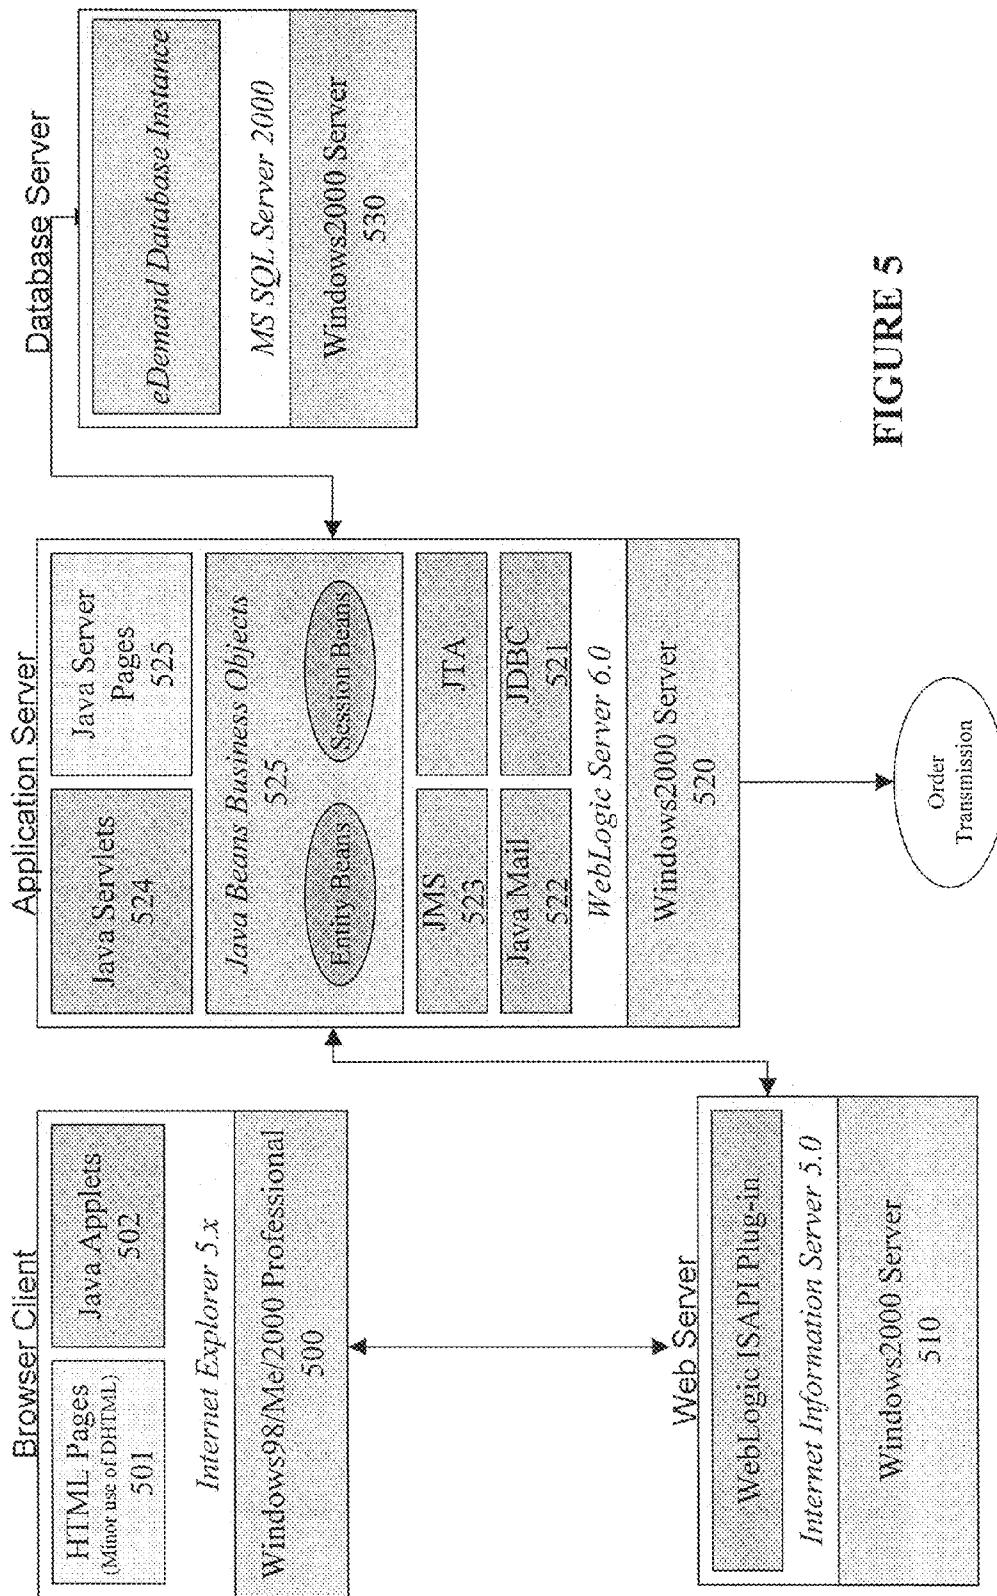 Browser Client
HTML Pages
(Minor use of DHTML)
501
Java Applets
502
Internet Explorer 5.x
Windows98/Me/2000 Professional
500
Web Server
WebLogic ISAPI Plug-in
Internet Information Server 5.0
Windows2000 Server
510
Application Server
Java Servlets
524
Java Server
Pages
525
Java Beans Business Objects
525
Entity Beans
Session Beans
JMS
523
JTA
Java Mail
522
JDBC
521
WebLogic Server 6.0
Windows2000 Server
520
Order
Transmission
Database Server
eDemand Database Instance
MS SQL Server 2000
Windows2000 Server
530
FIGURE 5